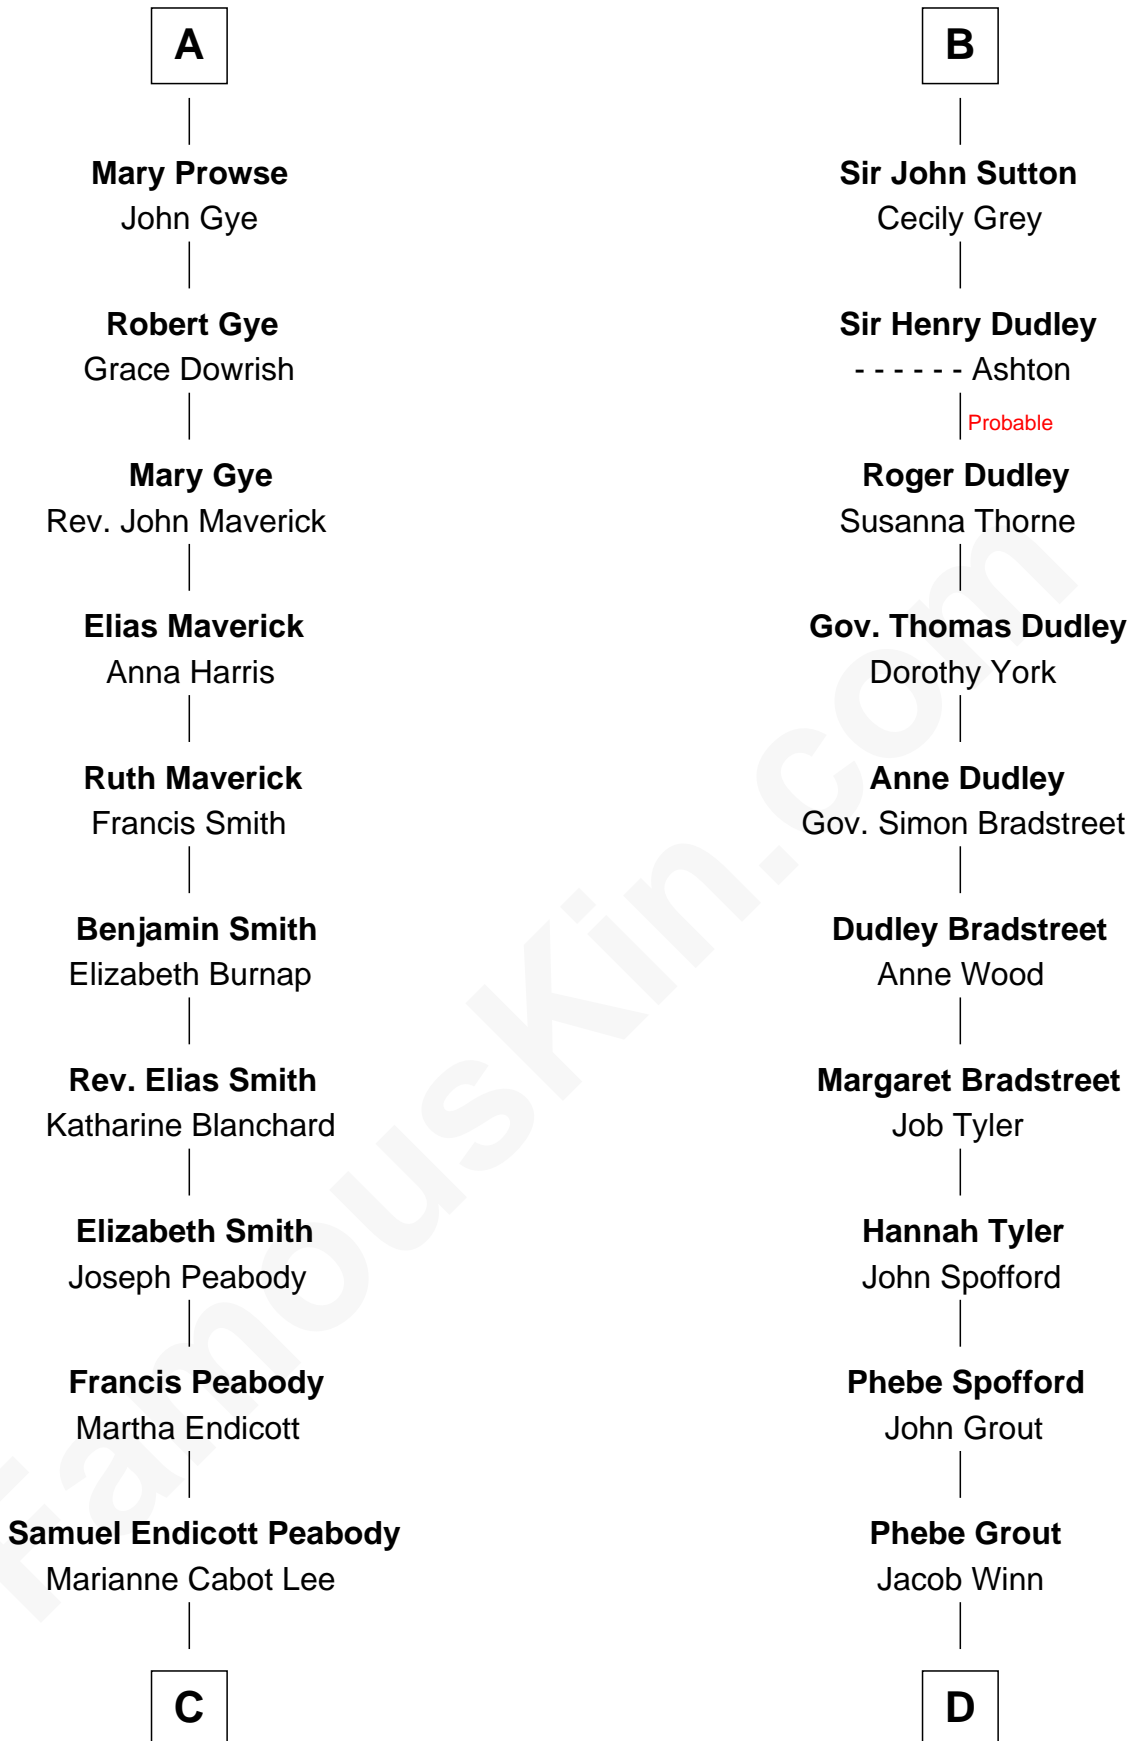 A
Mary Prowse
John Gye
Robert Gye
Grace Dowrish
Mary Gye
Rev. John Maverick
Elias Maverick
Anna Harris
Ruth Maverick
Francis Smith
Benjamin Smith
Elizabeth Burnap
Rev. Elias Smith
Katharine Blanchard
Elizabeth Smith
Joseph Peabody
Francis Peabody
Martha Endicott
Samuel Endicott Peabody
Marianne Cabot Lee
C
B
Sir John Sutton
Cecily Grey
Sir Henry Dudley
- - - - - - Ashton
Probable
Roger Dudley
Susanna Thorne
Gov. Thomas Dudley
Dorothy York
Anne Dudley
Gov. Simon Bradstreet
Dudley Bradstreet
Anne Wood
Margaret Bradstreet
Job Tyler
Hannah Tyler
John Spofford
Phebe Spofford
John Grout
Phebe Grout
Jacob Winn
D
FamousKin.com